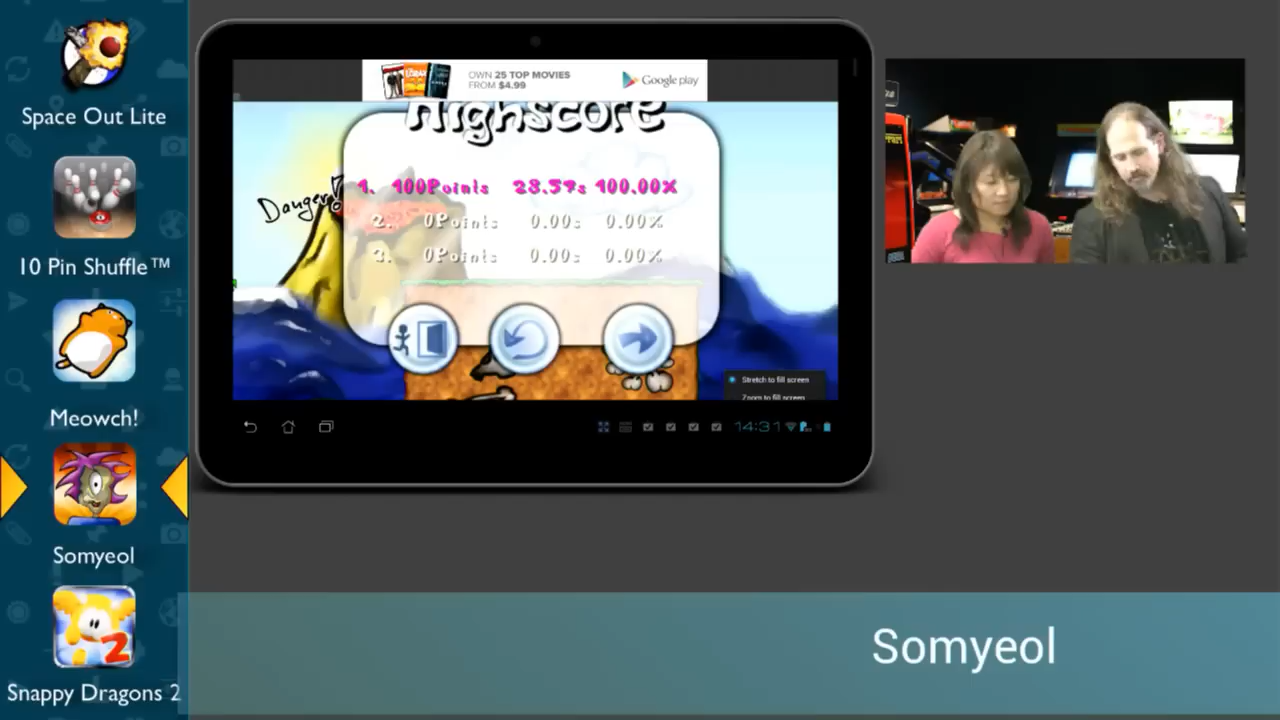 Space Out Lite
10 Pin Shuffle™
Meowch!
Somyeol
2
Snappy Dragons 2
OWN 25 TOP MOVIES
FROM $4.99
Google play
Highscore
Danger!
1. 100Points 28.59s 100.00%
2. 0Points 0.00s 0.00%
3. 0Points 0.00s 0.00%
Stretch to fill screen
Zoom to fill screen
14:31
Somyeol